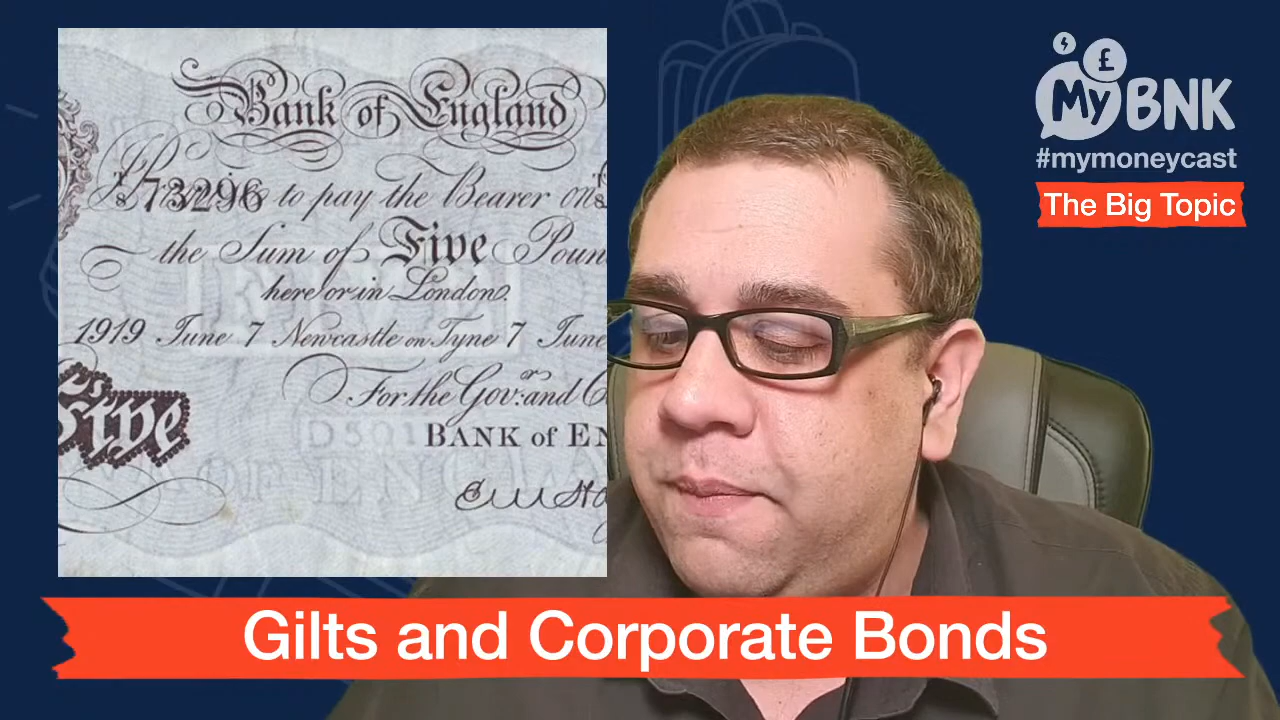 Bank of England
73296 to pay the Bearer on
the Sum of Five Poun
here or in London.
1919 June 7 Newcastle on Tyne 7 June
For the Gov.r and
Five
BANK of EN
£
MyBNK
#mymoneycast
The Big Topic
Gilts and Corporate Bonds